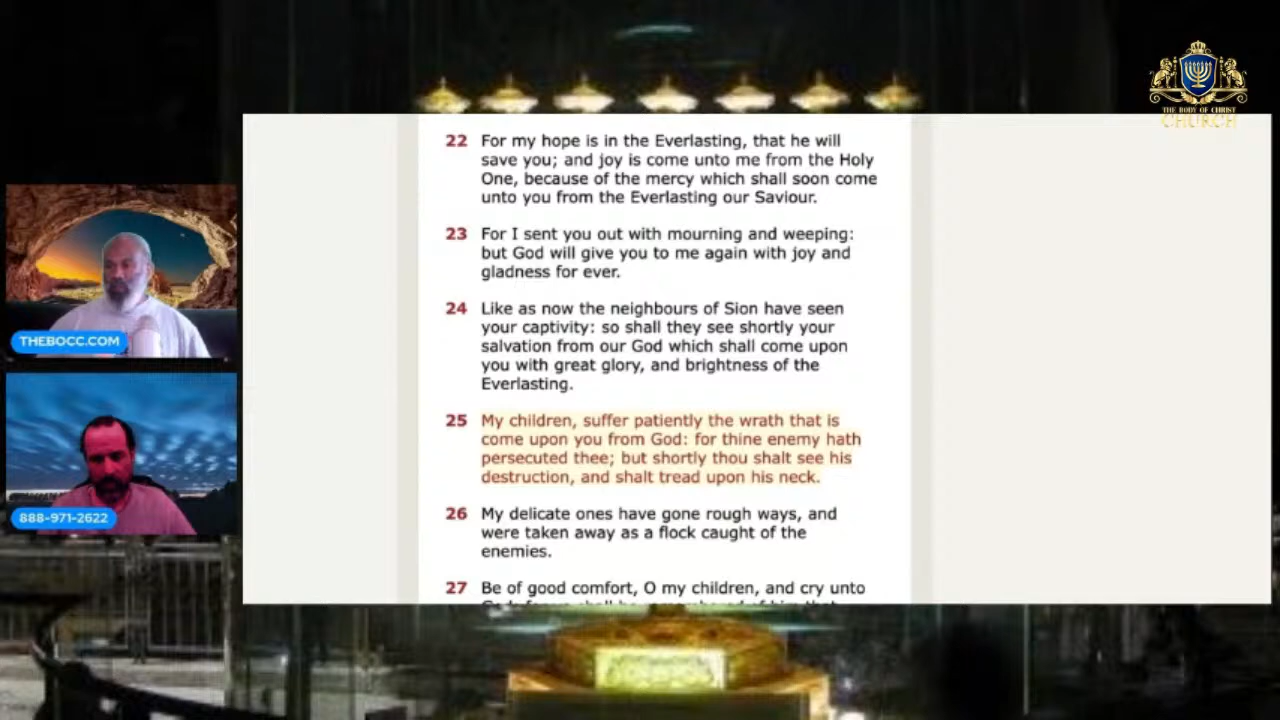 THE BODY OF CHRIST
CHURCH
22 For my hope is in the Everlasting, that he will
save you; and joy is come unto me from the Holy
One, because of the mercy which shall soon come
unto you from the Everlasting our Saviour.
23 For I sent you out with mourning and weeping:
but God will give you to me again with joy and
gladness for ever.
24 Like as now the neighbours of Sion have seen
your captivity: so shall they see shortly your
salvation from our God which shall come upon
you with great glory, and brightness of the
Everlasting.
25 My children, suffer patiently the wrath that is
come upon you from God: for thine enemy hath
persecuted thee; but shortly thou shalt see his
destruction, and shalt tread upon his neck.
26 My delicate ones have gone rough ways, and
were taken away as a flock caught of the
enemies.
27 Be of good comfort, O my children, and cry unto
THEBOCC.COM
888-971-2622